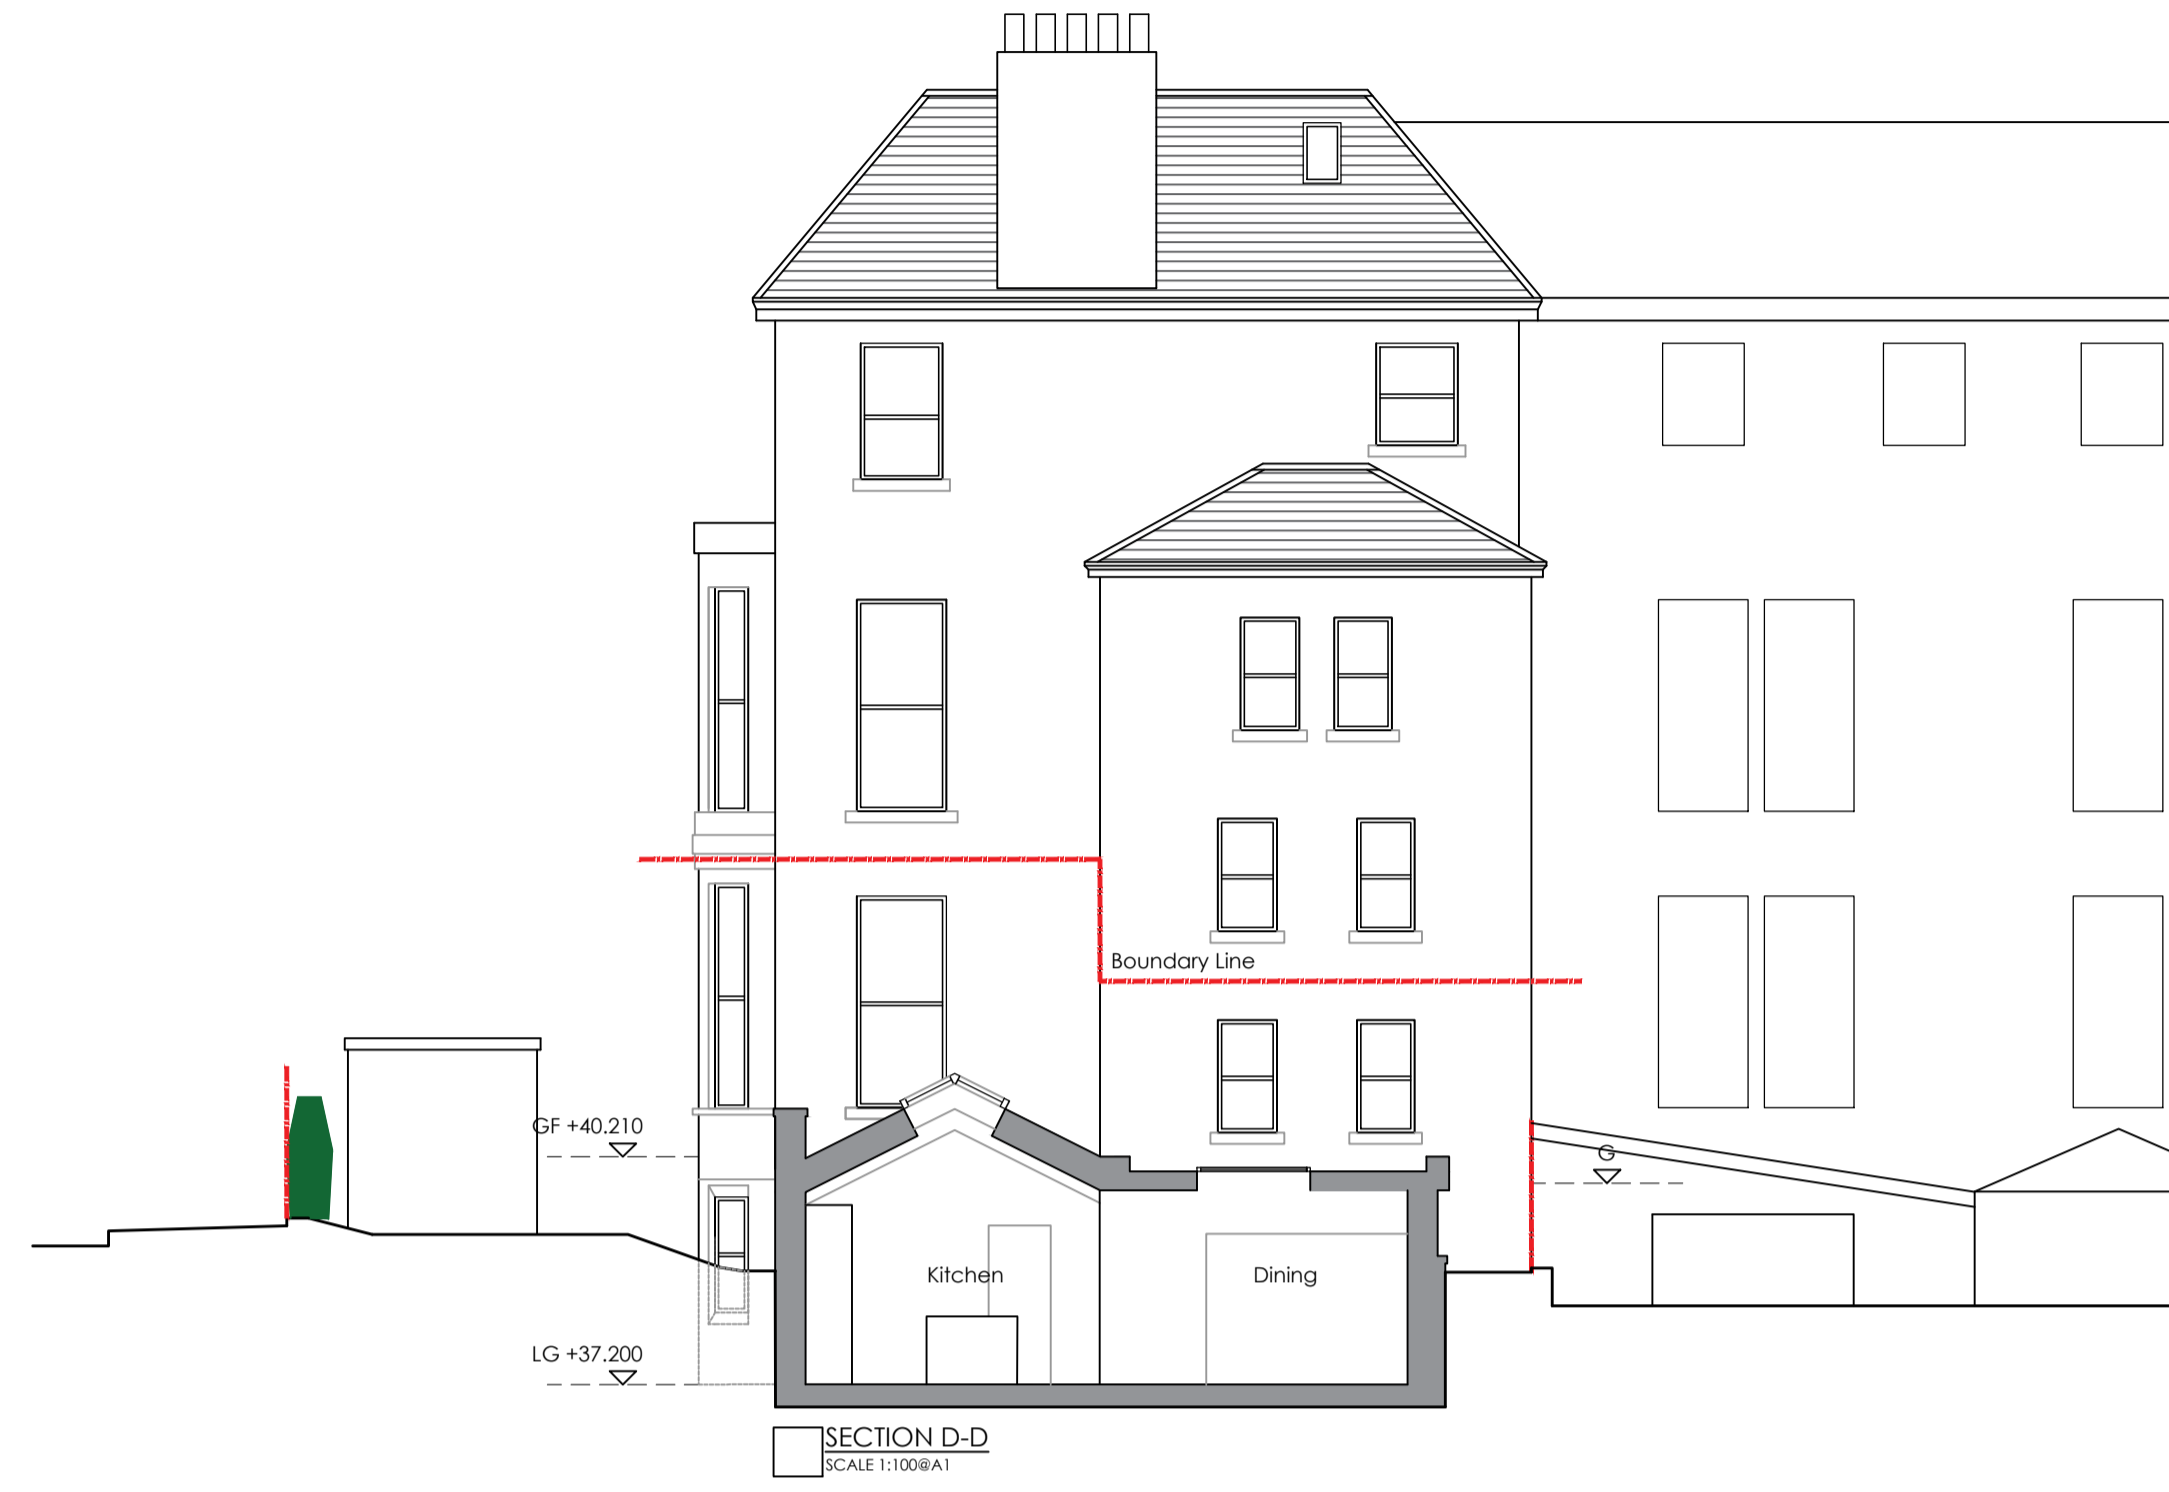 Boundary Line
GF +40.210
G
Kitchen
Dining
LG +37.200
SECTION D-D
SCALE 1:100@A1